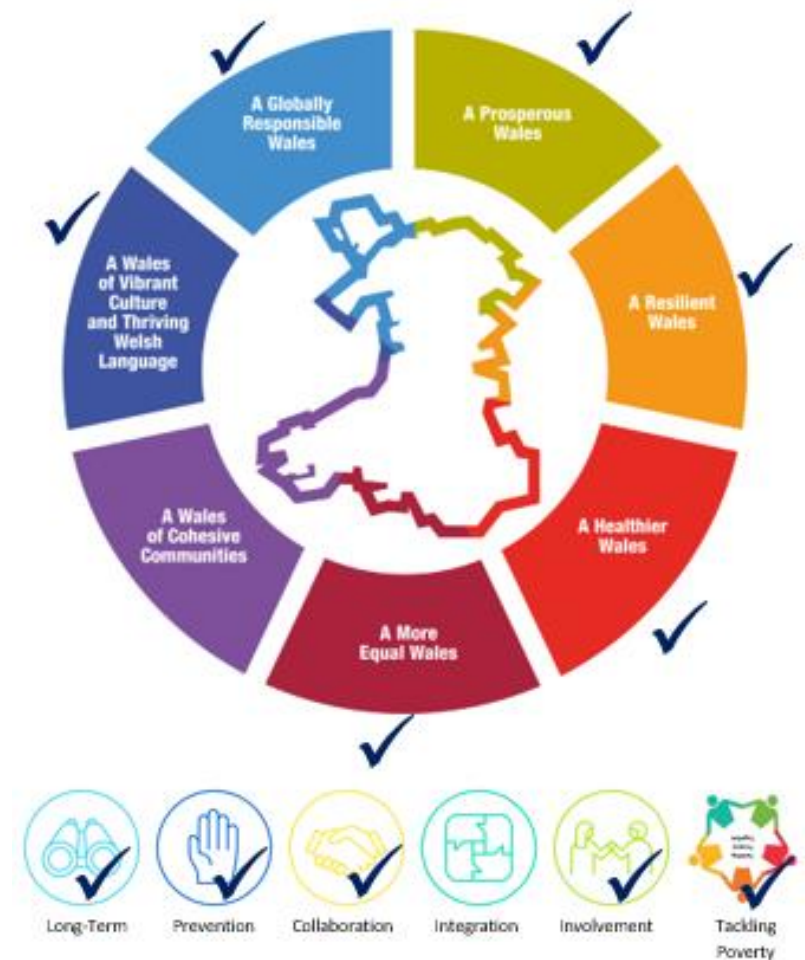 A Globally
Responsible
Wales
A Prosperous
Wales
A Wales
of Vibrant
Culture
and Thriving
Welsh
Language
A Resilient
Wales
A Wales
of Cohesive
Communities
A Healthier
Wales
A More
Equal Wales
Long-Term
Prevention
Collaboration
Integration
Involvement
Tackling
Poverty